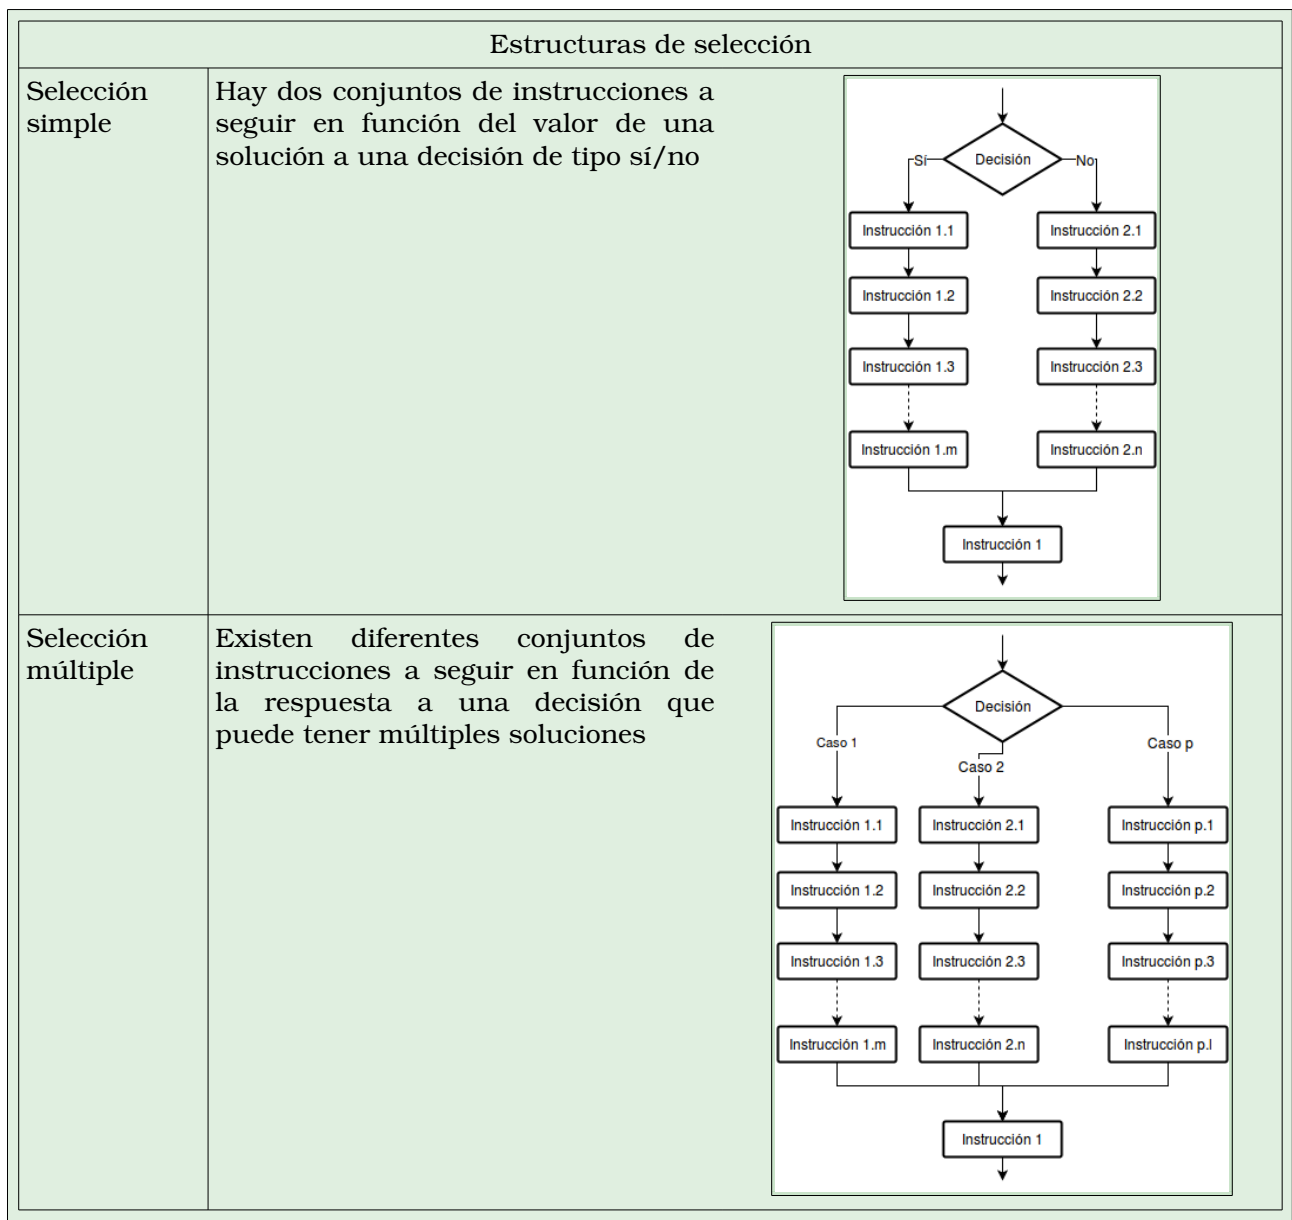 Estructuras de selección
Selección
simple
Hay dos conjuntos de instrucciones a
seguir en función del valor de una
solución a una decisión de tipo sí/no
Decisión
Sí
No
Instrucción 1.1
Instrucción 2.1
Instrucción 1.2
Instrucción 2.2
Instrucción 1.3
Instrucción 2.3
Instrucción 1.m
Instrucción 2.n
Instrucción 1
Selección
múltiple
Existen diferentes conjuntos de
instrucciones a seguir en función de
la respuesta a una decisión que
puede tener múltiples soluciones
Decisión
Caso 1
Caso 2
Caso p
Instrucción 1.1
Instrucción 2.1
Instrucción p.1
Instrucción 1.2
Instrucción 2.2
Instrucción p.2
Instrucción 1.3
Instrucción 2.3
Instrucción p.3
Instrucción 1.m
Instrucción 2.n
Instrucción p.l
Instrucción 1